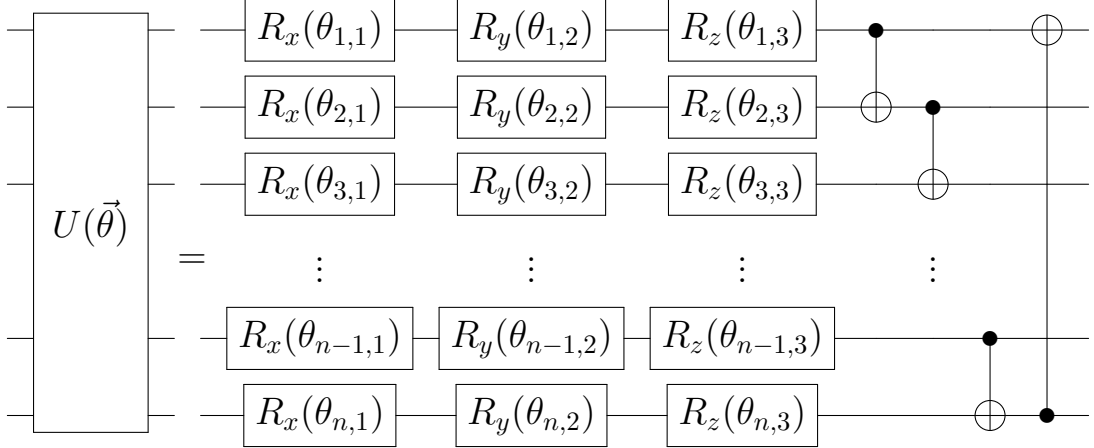 R_x(θ_{1,1}) R_y(θ_{1,2}) R_z(θ_{1,3})
R_x(θ_{2,1}) R_y(θ_{2,2}) R_z(θ_{2,3})
R_x(θ_{3,1}) R_y(θ_{3,2}) R_z(θ_{3,3})
U(\vec{θ}) = ⋮ ⋮ ⋮ ⋮
R_x(θ_{n−1,1}) R_y(θ_{n−1,2}) R_z(θ_{n−1,3})
R_x(θ_{n,1}) R_y(θ_{n,2}) R_z(θ_{n,3})